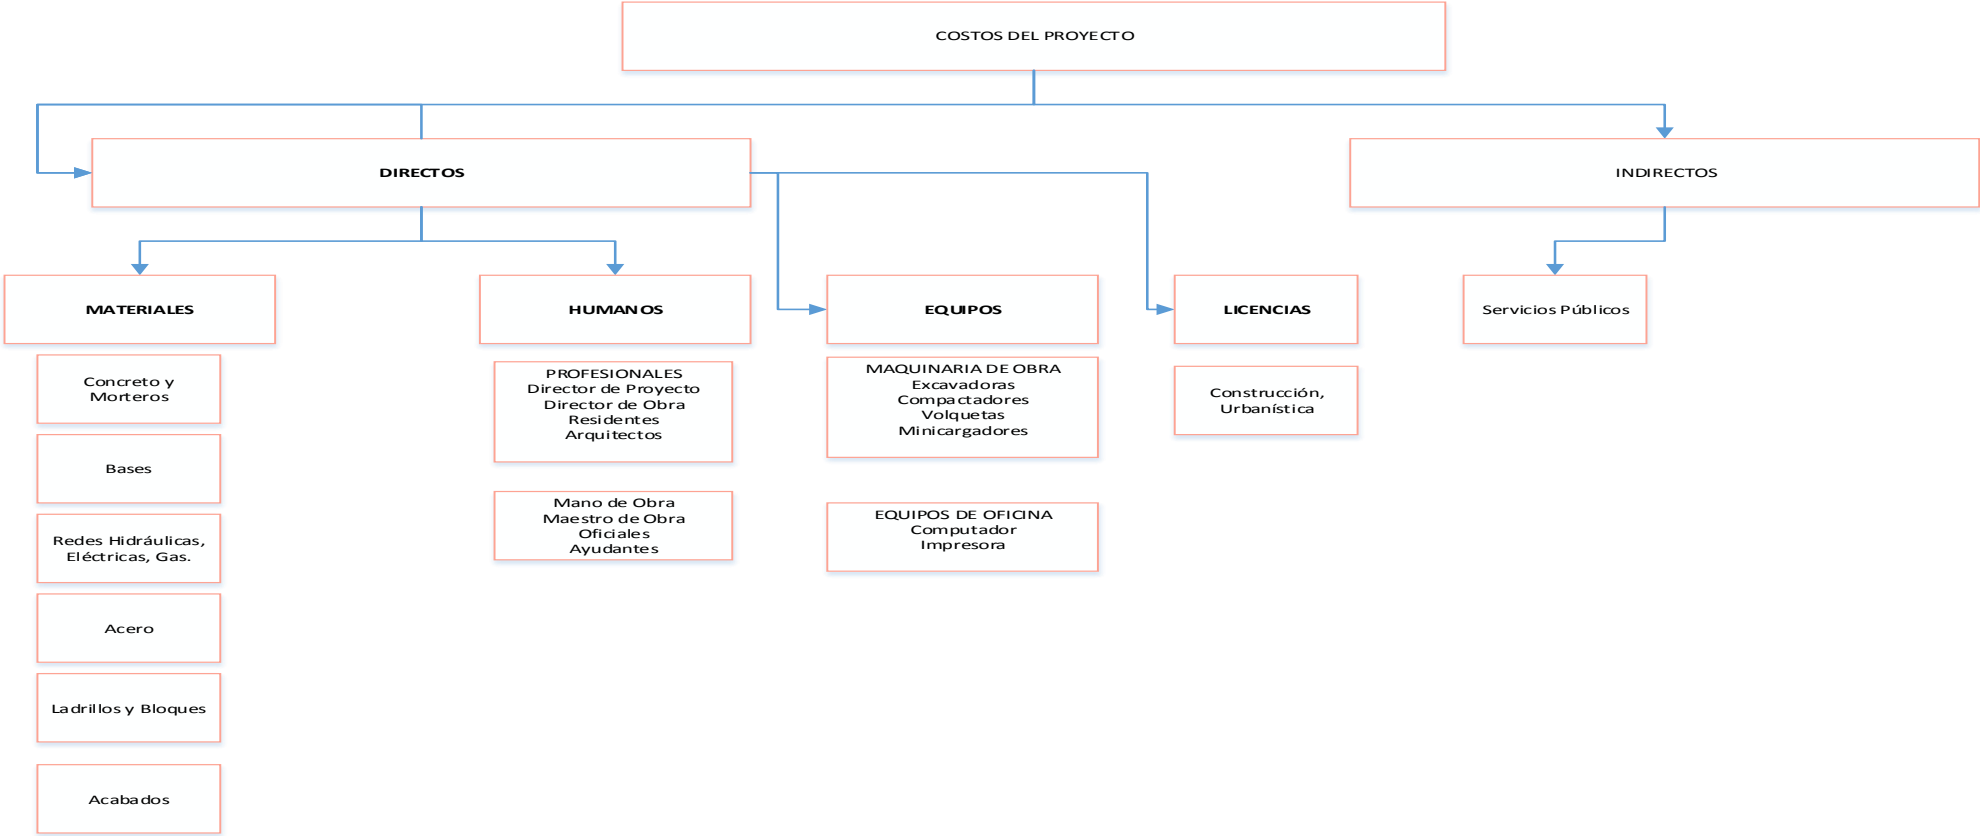 COSTOS DEL PROYECTO
DIRECTOS
INDIRECTOS
MATERIALES
HUMANOS
EQUIPOS
LICENCIAS
Servicios Públicos
Concreto y
Morteros
Bases
Redes Hidráulicas,
Eléctricas, Gas.
Acero
Ladrillos y Bloques
Acabados
PROFESIONALES
Director de Proyecto
Director de Obra
Residentes
Arquitectos
Mano de Obra
Maestro de Obra
Oficiales
Ayudantes
MAQUINARIA DE OBRA
Excavadoras
Compactadores
Volquetas
Minicargadores
EQUIPOS DE OFICINA
Computador
Impresora
Construcción,
Urbanística